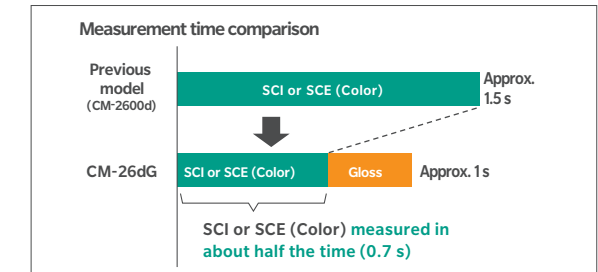 Measurement time comparison
Previous
model
(CM-2600d)
SCI or SCE (Color)
Approx.
1.5 s
CM-26dG
SCI or SCE (Color)
Gloss
Approx. 1 s
SCI or SCE (Color) measured in
about half the time (0.7 s)